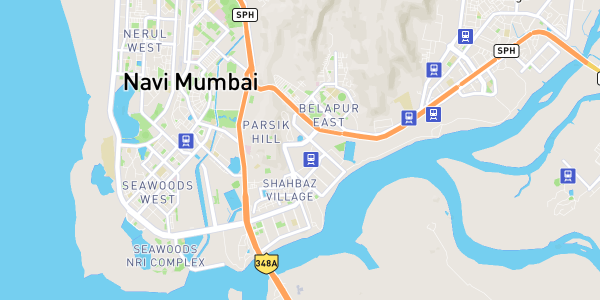 SPH
NERUL
WEST
SPH
Navi Mumbai
BELAPUR
EAST
PARSIK
HILL
SEAWOODS
WEST
SHAHBAZ
VILLAGE
SEAWOODS
NRI COMPLEX
348A